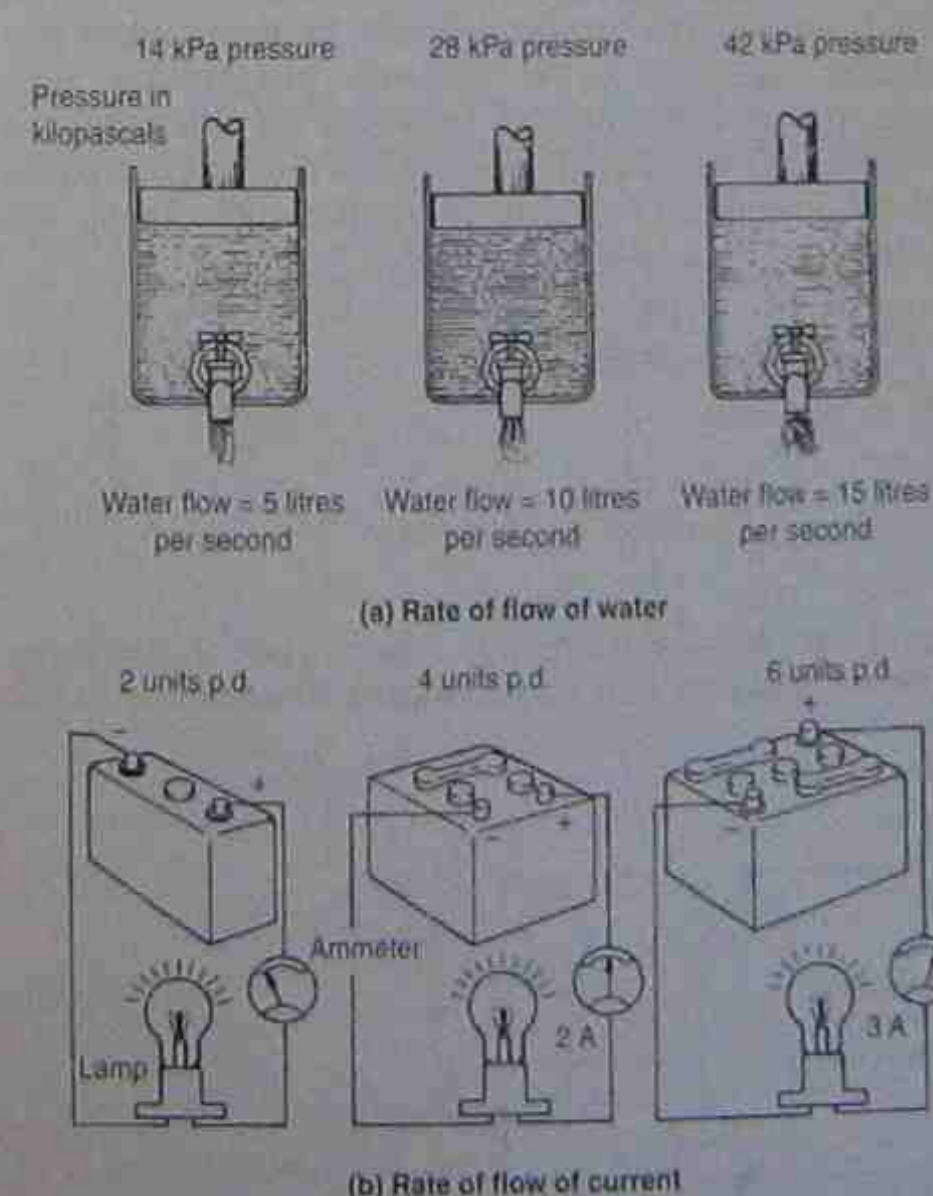 14 kPa pressure
28 kPa pressure
42 kPa pressure
Pressure in
kilopascals
Water flow = 5 litres
per second
Water flow = 10 litres
per second
Water flow = 15 litres
per second
(a) Rate of flow of water
2 units p.d.
4 units p.d.
6 units p.d.
−
+
−
+
+
−
Ammeter
Lamp
2 A
3 A
(b) Rate of flow of current